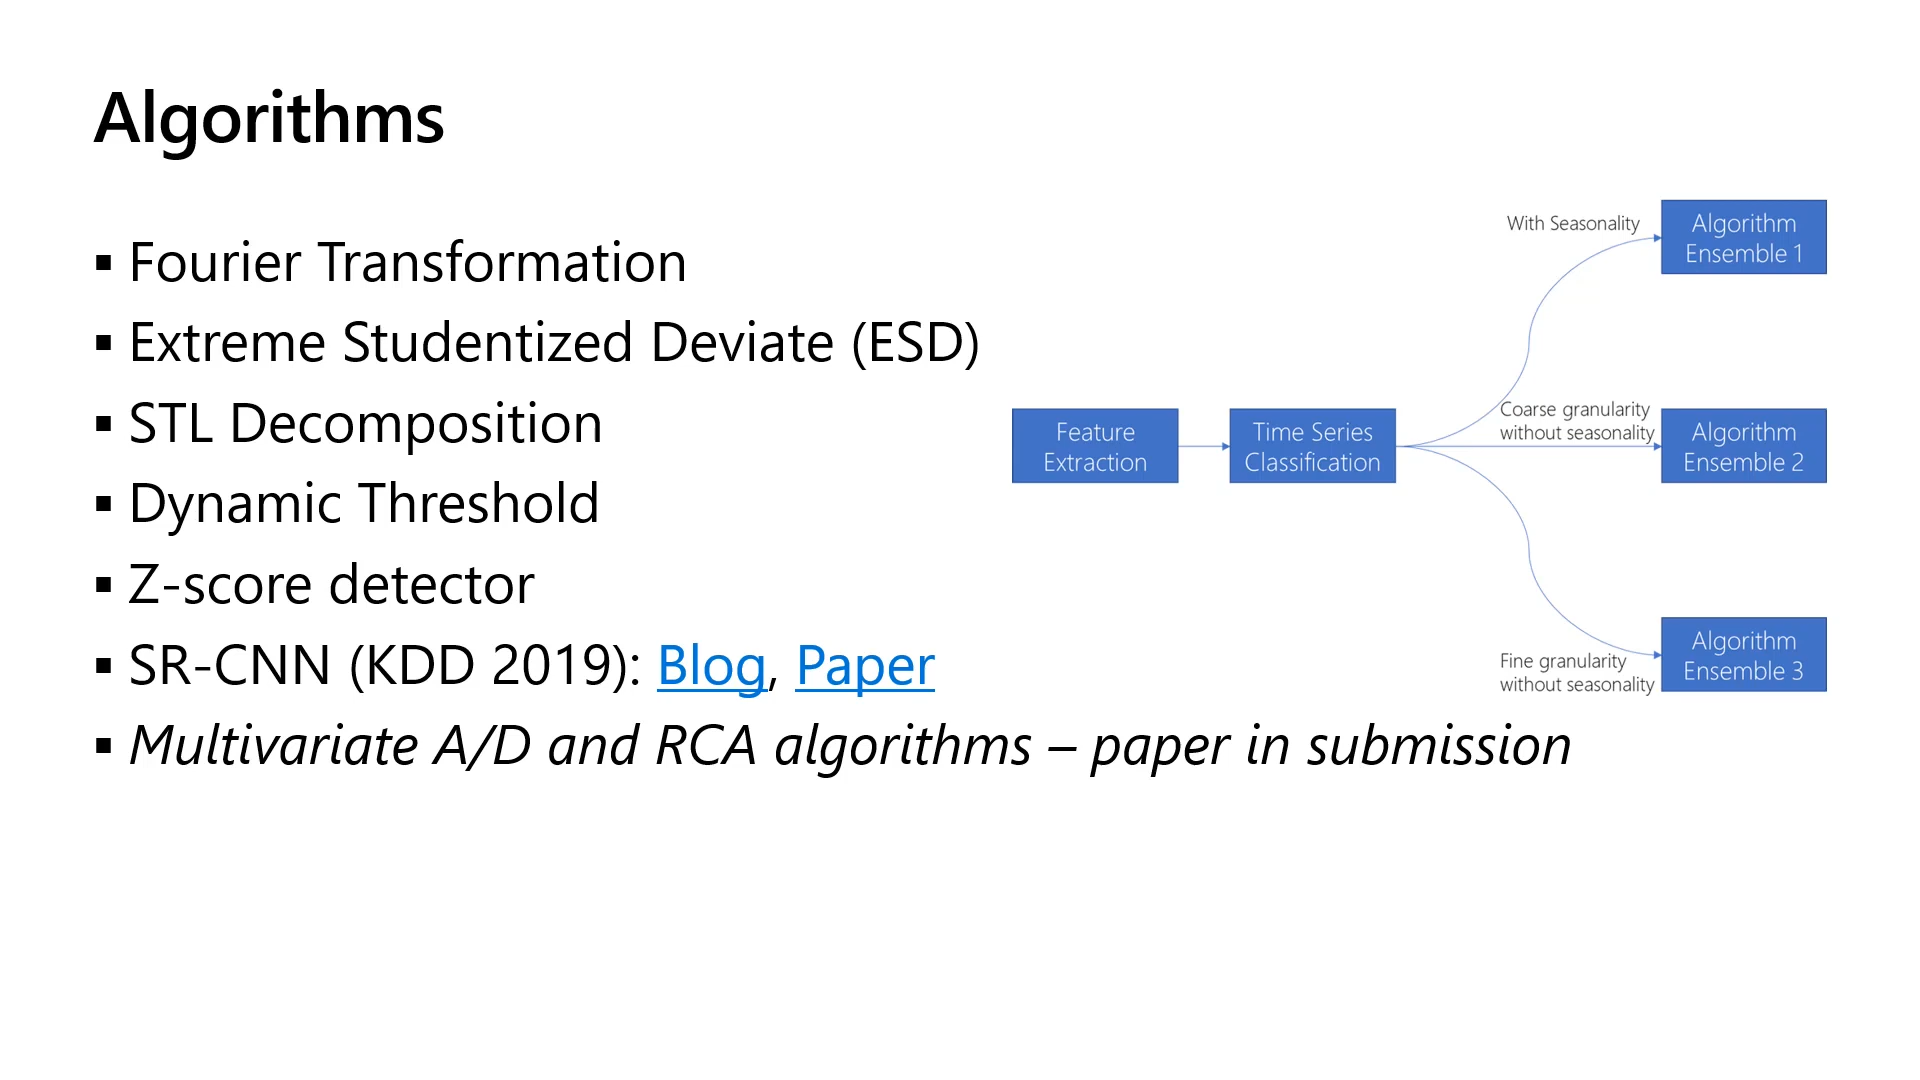 Algorithms
▪ Fourier Transformation
▪ Extreme Studentized Deviate (ESD)
▪ STL Decomposition
▪ Dynamic Threshold
▪ Z-score detector
▪ SR-CNN (KDD 2019): Blog, Paper
▪ Multivariate A/D and RCA algorithms – paper in submission
Feature
Extraction
Time Series
Classification
With Seasonality
Algorithm
Ensemble 1
Coarse granularity
without seasonality
Algorithm
Ensemble 2
Fine granularity
without seasonality
Algorithm
Ensemble 3